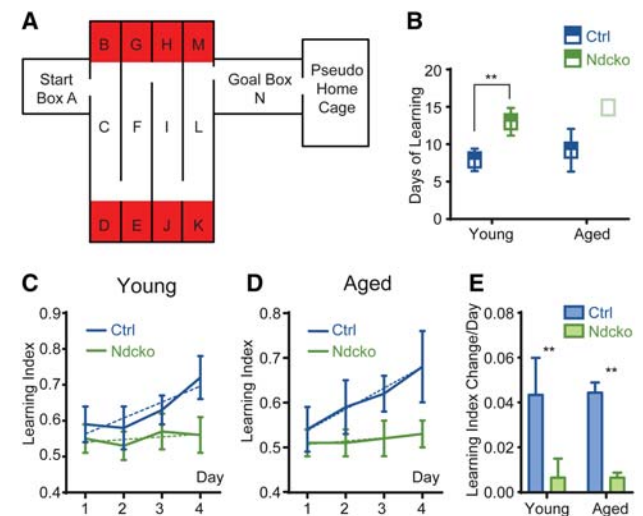 A
B G H M
Start
Box A
C F I L
Goal Box
N
Pseudo
Home
Cage
D E J K
B
Ctrl
Ndcko
Days of Learning
20
15
10
5
0
**
Young Aged
C
Young
Learning Index
0.9
0.8
0.7
0.6
0.5
0.4
Ctrl
Ndcko
Day
1 2 3 4
D
Aged
Learning Index
0.8
0.7
0.6
0.5
0.4
Ctrl
Ndcko
Day
1 2 3 4
E
Learning Index Change/Day
0.08
0.06
0.04
0.02
0.00
Ctrl
Ndcko
**
**
Young Aged